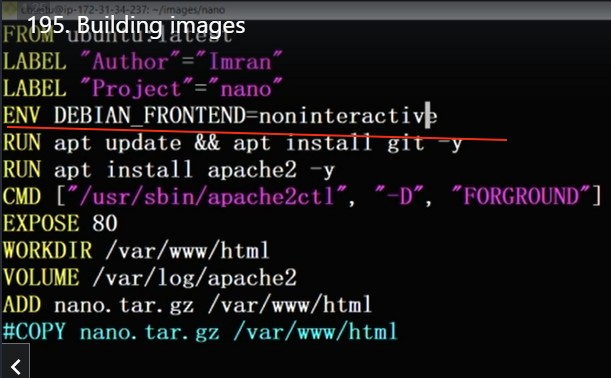 ubuntu@ip-172-31-34-237: ~/images/nano
195. Building images
FROM ubuntu:latest
LABEL "Author"="Imran"
LABEL "Project"="nano"
ENV DEBIAN_FRONTEND=noninteractive
RUN apt update && apt install git -y
RUN apt install apache2 -y
CMD ["/usr/sbin/apache2ctl", "-D", "FORGROUND"]
EXPOSE 80
WORKDIR /var/www/html
VOLUME /var/log/apache2
ADD nano.tar.gz /var/www/html
#COPY nano.tar.gz /var/www/html